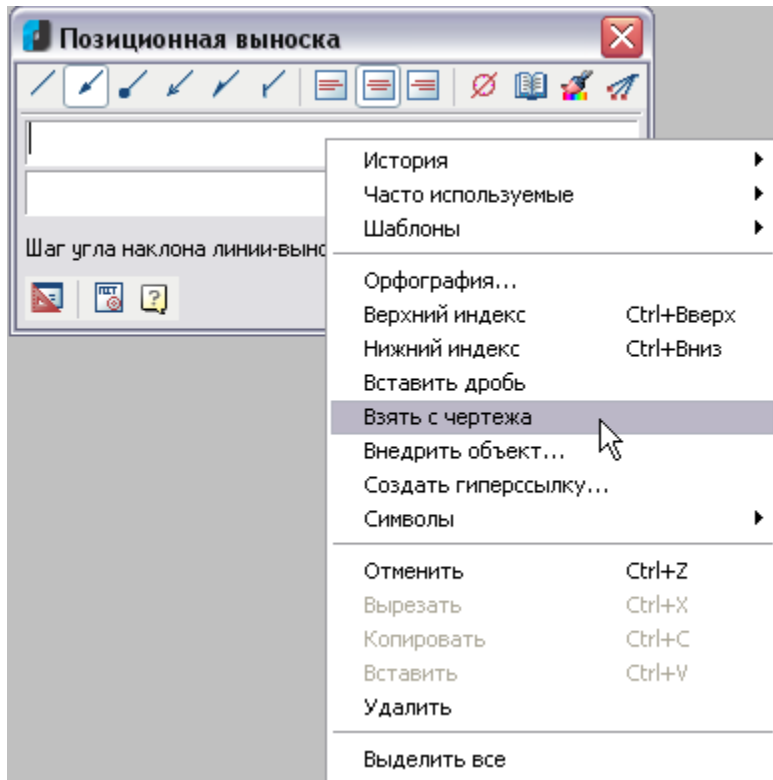 Позиционная выноска
История
Часто используемые
Шаблоны
Шаг угла наклона линии-выно
Орфография...
Верхний индекс Ctrl+Вверх
Нижний индекс Ctrl+Вниз
Вставить дробь
Взять с чертежа
Внедрить объект...
Создать гиперссылку...
Символы
Отменить Ctrl+Z
Вырезать Ctrl+X
Копировать Ctrl+C
Вставить Ctrl+V
Удалить
Выделить все